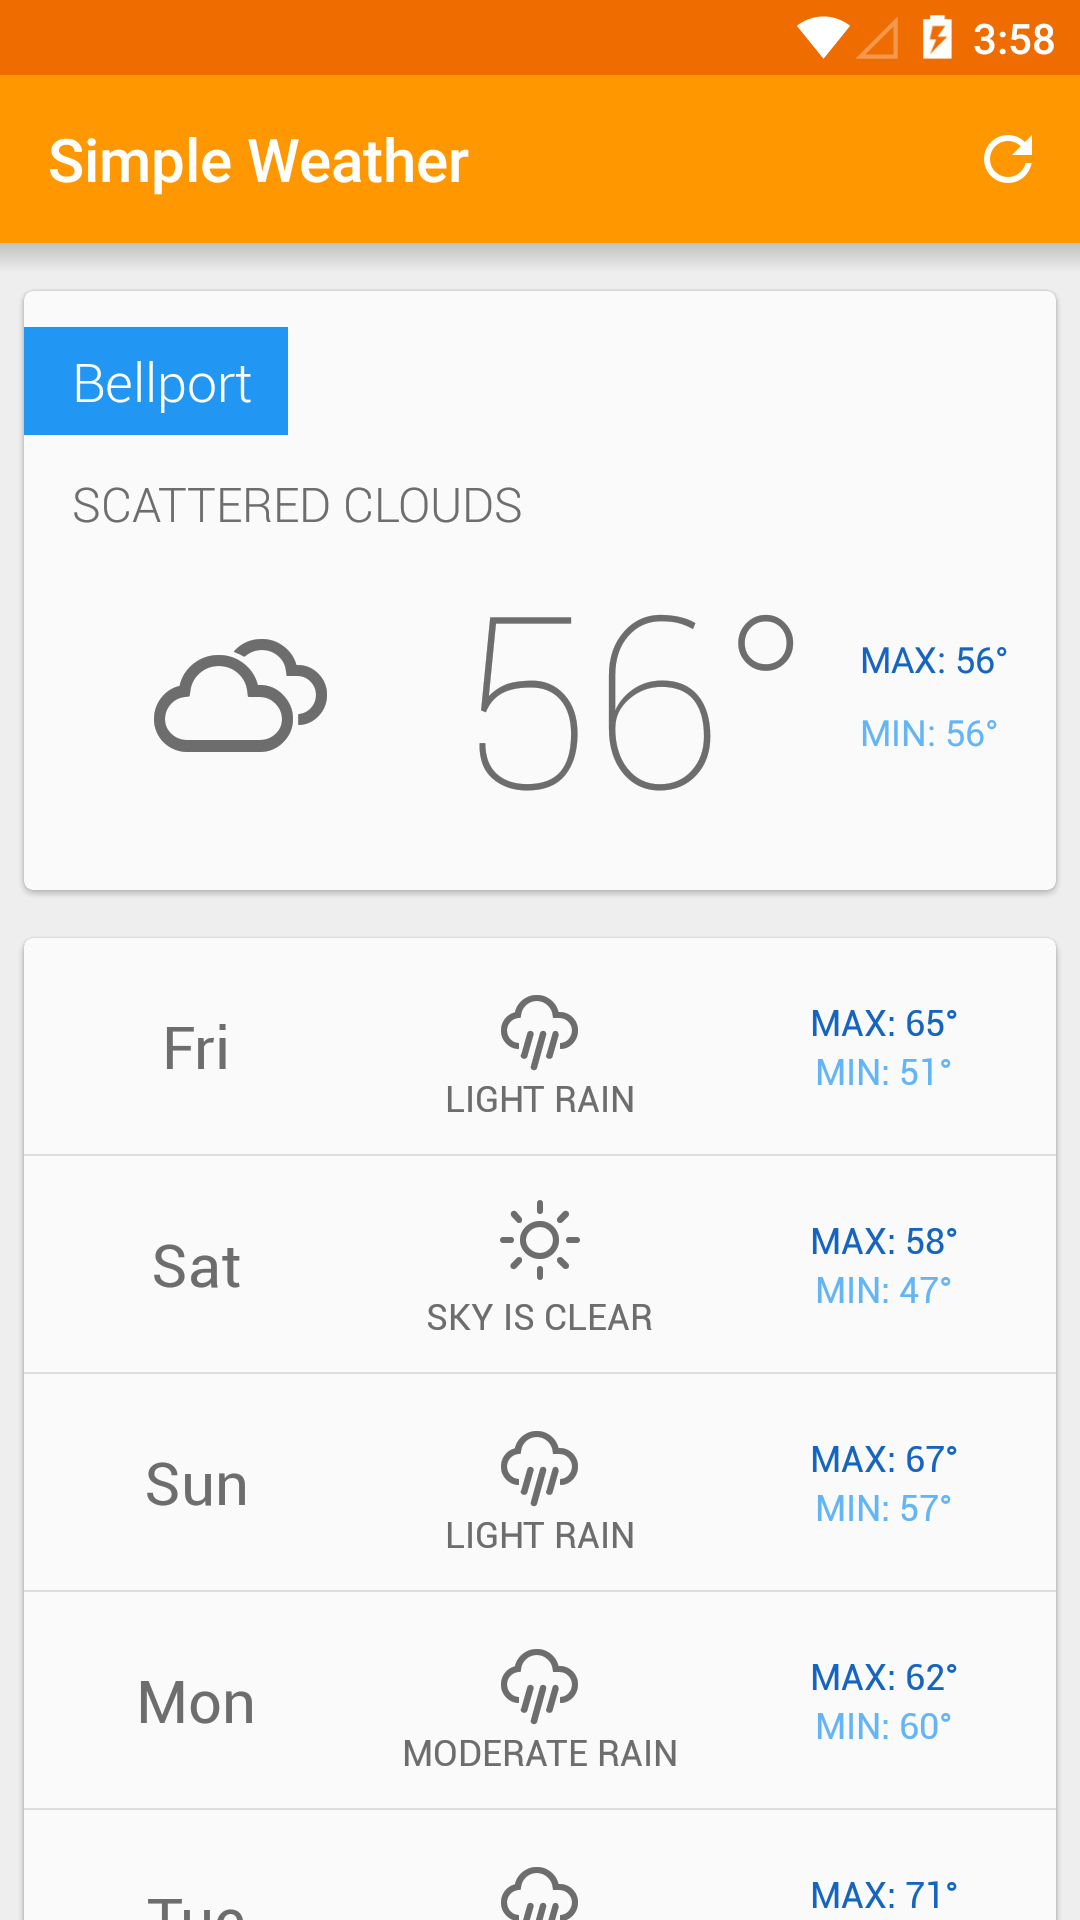 3:58
Simple Weather
Bellport
SCATTERED CLOUDS
56°
MAX: 56°
MIN: 56°
Fri
LIGHT RAIN
MAX: 65°
MIN: 51°
Sat
SKY IS CLEAR
MAX: 58°
MIN: 47°
Sun
LIGHT RAIN
MAX: 67°
MIN: 57°
Mon
MODERATE RAIN
MAX: 62°
MIN: 60°
Tue
MAX: 71°